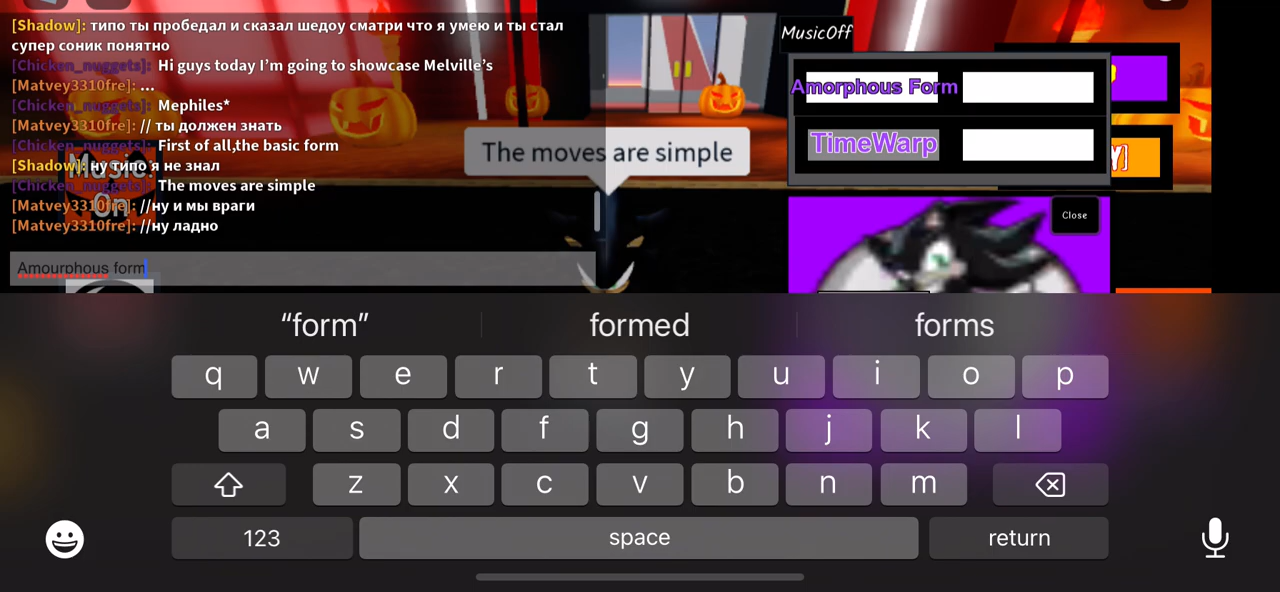 [Shadow]: типо ты пробедал и сказал шедоу сматри что я умею и ты стал
супер соник понятно
[Chicken_nuggets]: Hi guys today I'm going to showcase Melville's
[Matvey3310fre]: ...
[Chicken_nuggets]: Mephiles*
[Matvey3310fre]: // ты должен знать
[Chicken_nuggets]: First of all,the basic form
[Shadow]: ну типо я не знал
[Chicken_nuggets]: The moves are simple
[Matvey3310fre]: //ну и мы враги
[Matvey3310fre]: //ну ладно
Music:
On
Amourphous form
The moves are simple
MusicOff
Amorphous Form
TimeWarp
Close
“form” formed forms
q w e r t y u i o p
a s d f g h j k l
z x c v b n m
123 space return